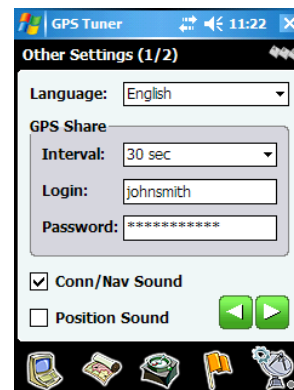 GPS Tuner 11:22
Other Settings (1/2)
Language: English
GPS Share
Interval: 30 sec
Login: johnsmith
Password: ***********
Conn/Nav Sound
Position Sound